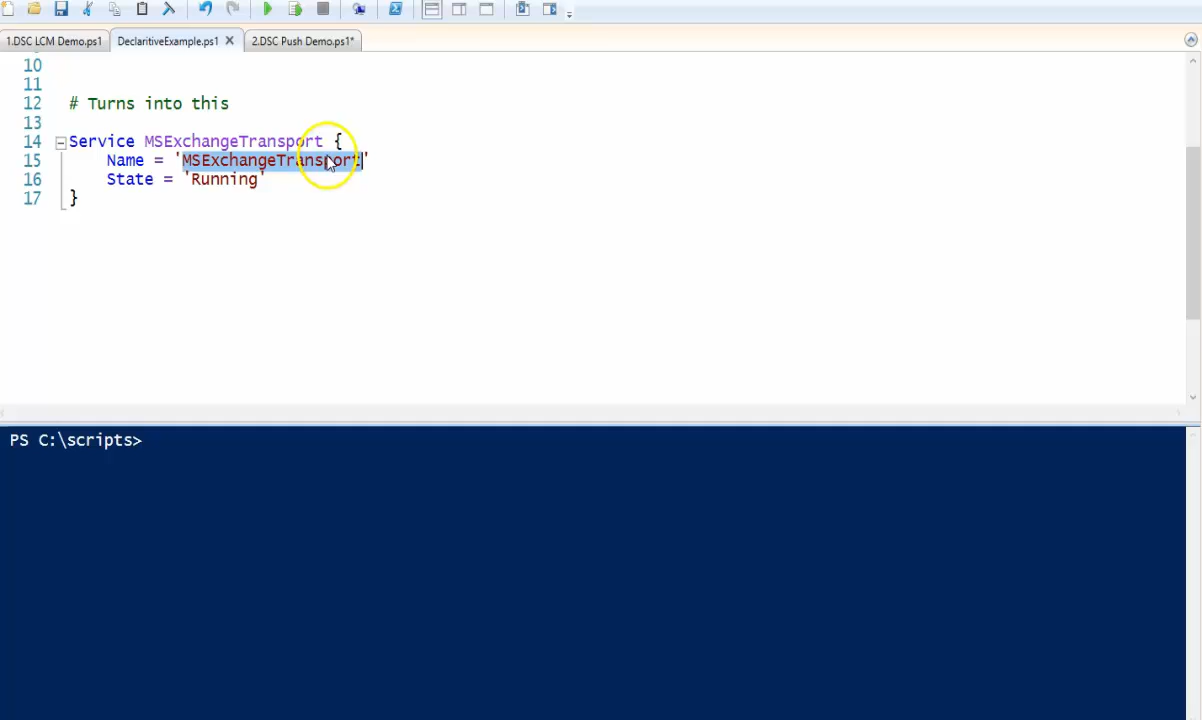 1.DSC LCM Demo.ps1 DeclaritiveExample.ps1 2.DSC Push Demo.ps1*
10
11
12 # Turns into this
13
14 Service MSExchangeTransport {
15 Name = 'MSExchangeTransport'
16 State = 'Running'
17 }
PS C:\scripts>